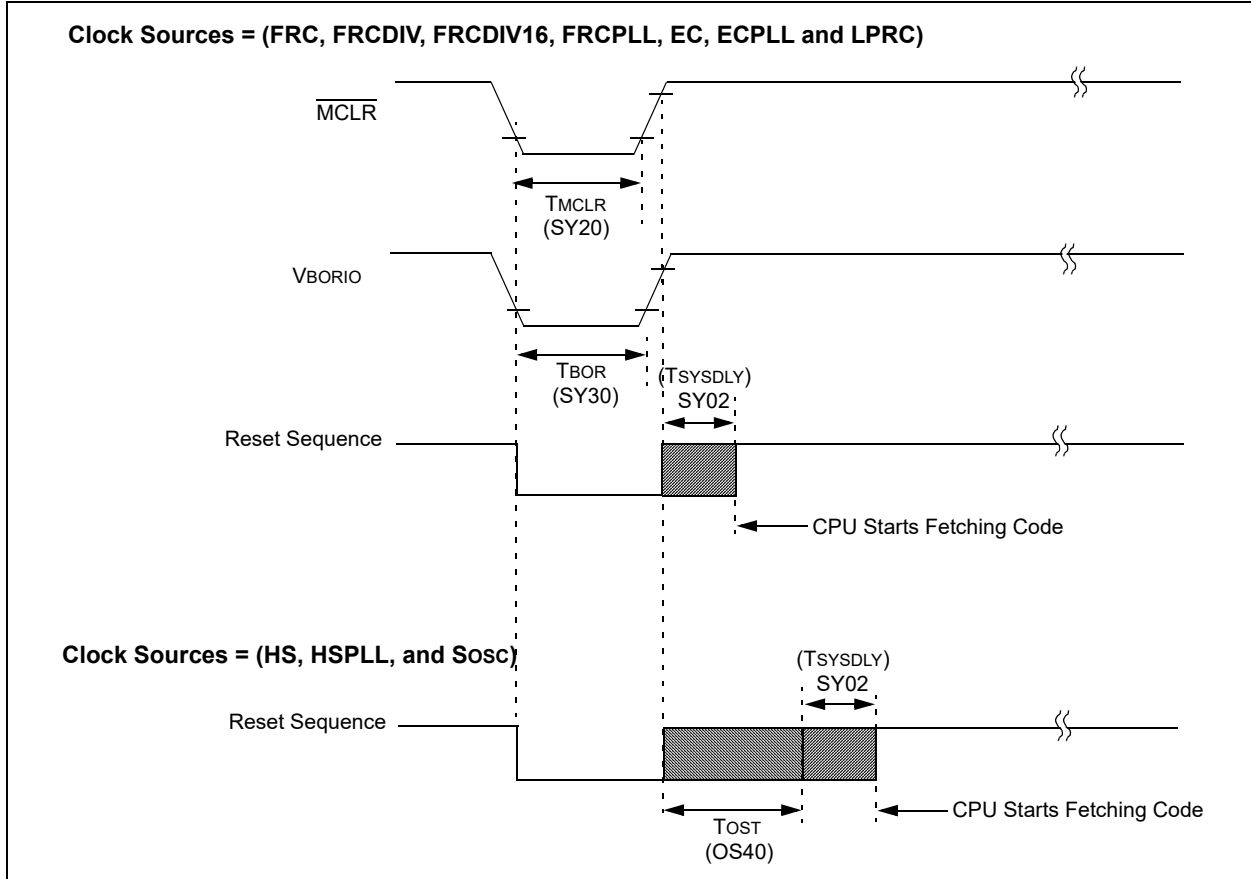 Clock Sources = (FRC, FRCDIV, FRCDIV16, FRCPLL, EC, ECPLL and LPRC)
MCLR
TMCLR
(SY20)
VBORIO
TBOR
(SY30)
(TSYSDLY)
SY02
Reset Sequence
CPU Starts Fetching Code
Clock Sources = (HS, HSPLL, and SOSC)
(TSYSDLY)
SY02
Reset Sequence
CPU Starts Fetching Code
TOST
(OS40)